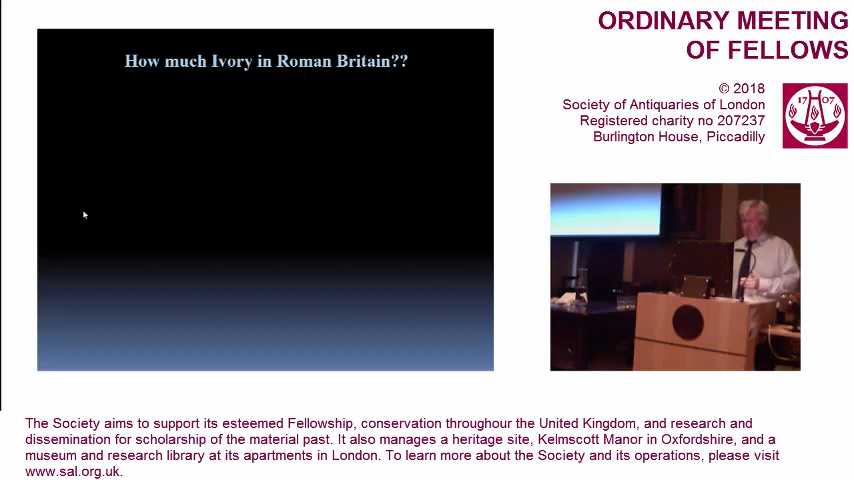 How much Ivory in Roman Britain??
ORDINARY MEETING
OF FELLOWS
© 2018
Society of Antiquaries of London
Registered charity no 207237
Burlington House, Piccadilly
1707
The Society aims to support its esteemed Fellowship, conservation throughour the United Kingdom, and research and
dissemination for scholarship of the material past. It also manages a heritage site, Kelmscott Manor in Oxfordshire, and a
museum and research library at its apartments in London. To learn more about the Society and its operations, please visit
www.sal.org.uk.